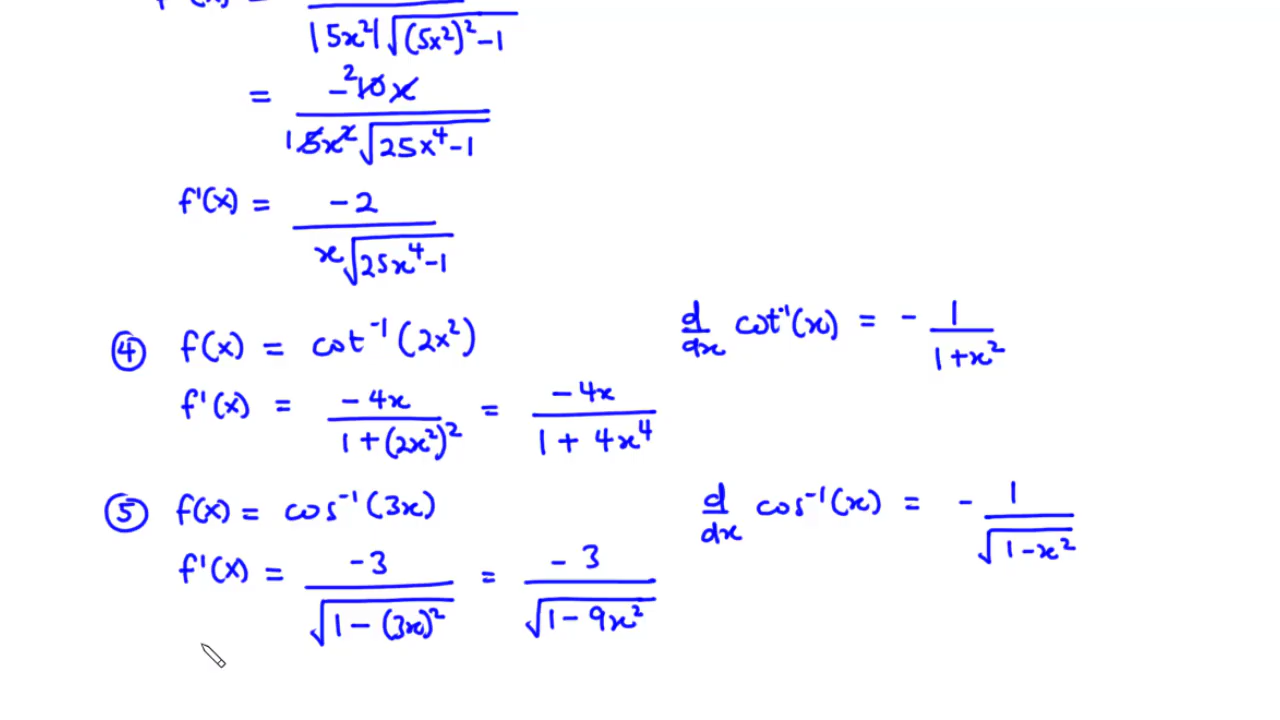 f'(x) =
|5x²|√((5x²)²-1)
= -²10x
15x²√(25x⁴-1)
f'(x) = -2
x√(25x⁴-1)
④ f(x) = cot⁻¹(2x²) d/dx cot⁻¹(x) = - 1/(1+x²)
f'(x) = -4x/(1+(2x²)²) = -4x/(1+4x⁴)
⑤ f(x) = cos⁻¹(3x) d/dx cos⁻¹(x) = - 1/√(1-x²)
f'(x) = -3/√(1-(3x)²) = -3/√(1-9x²)